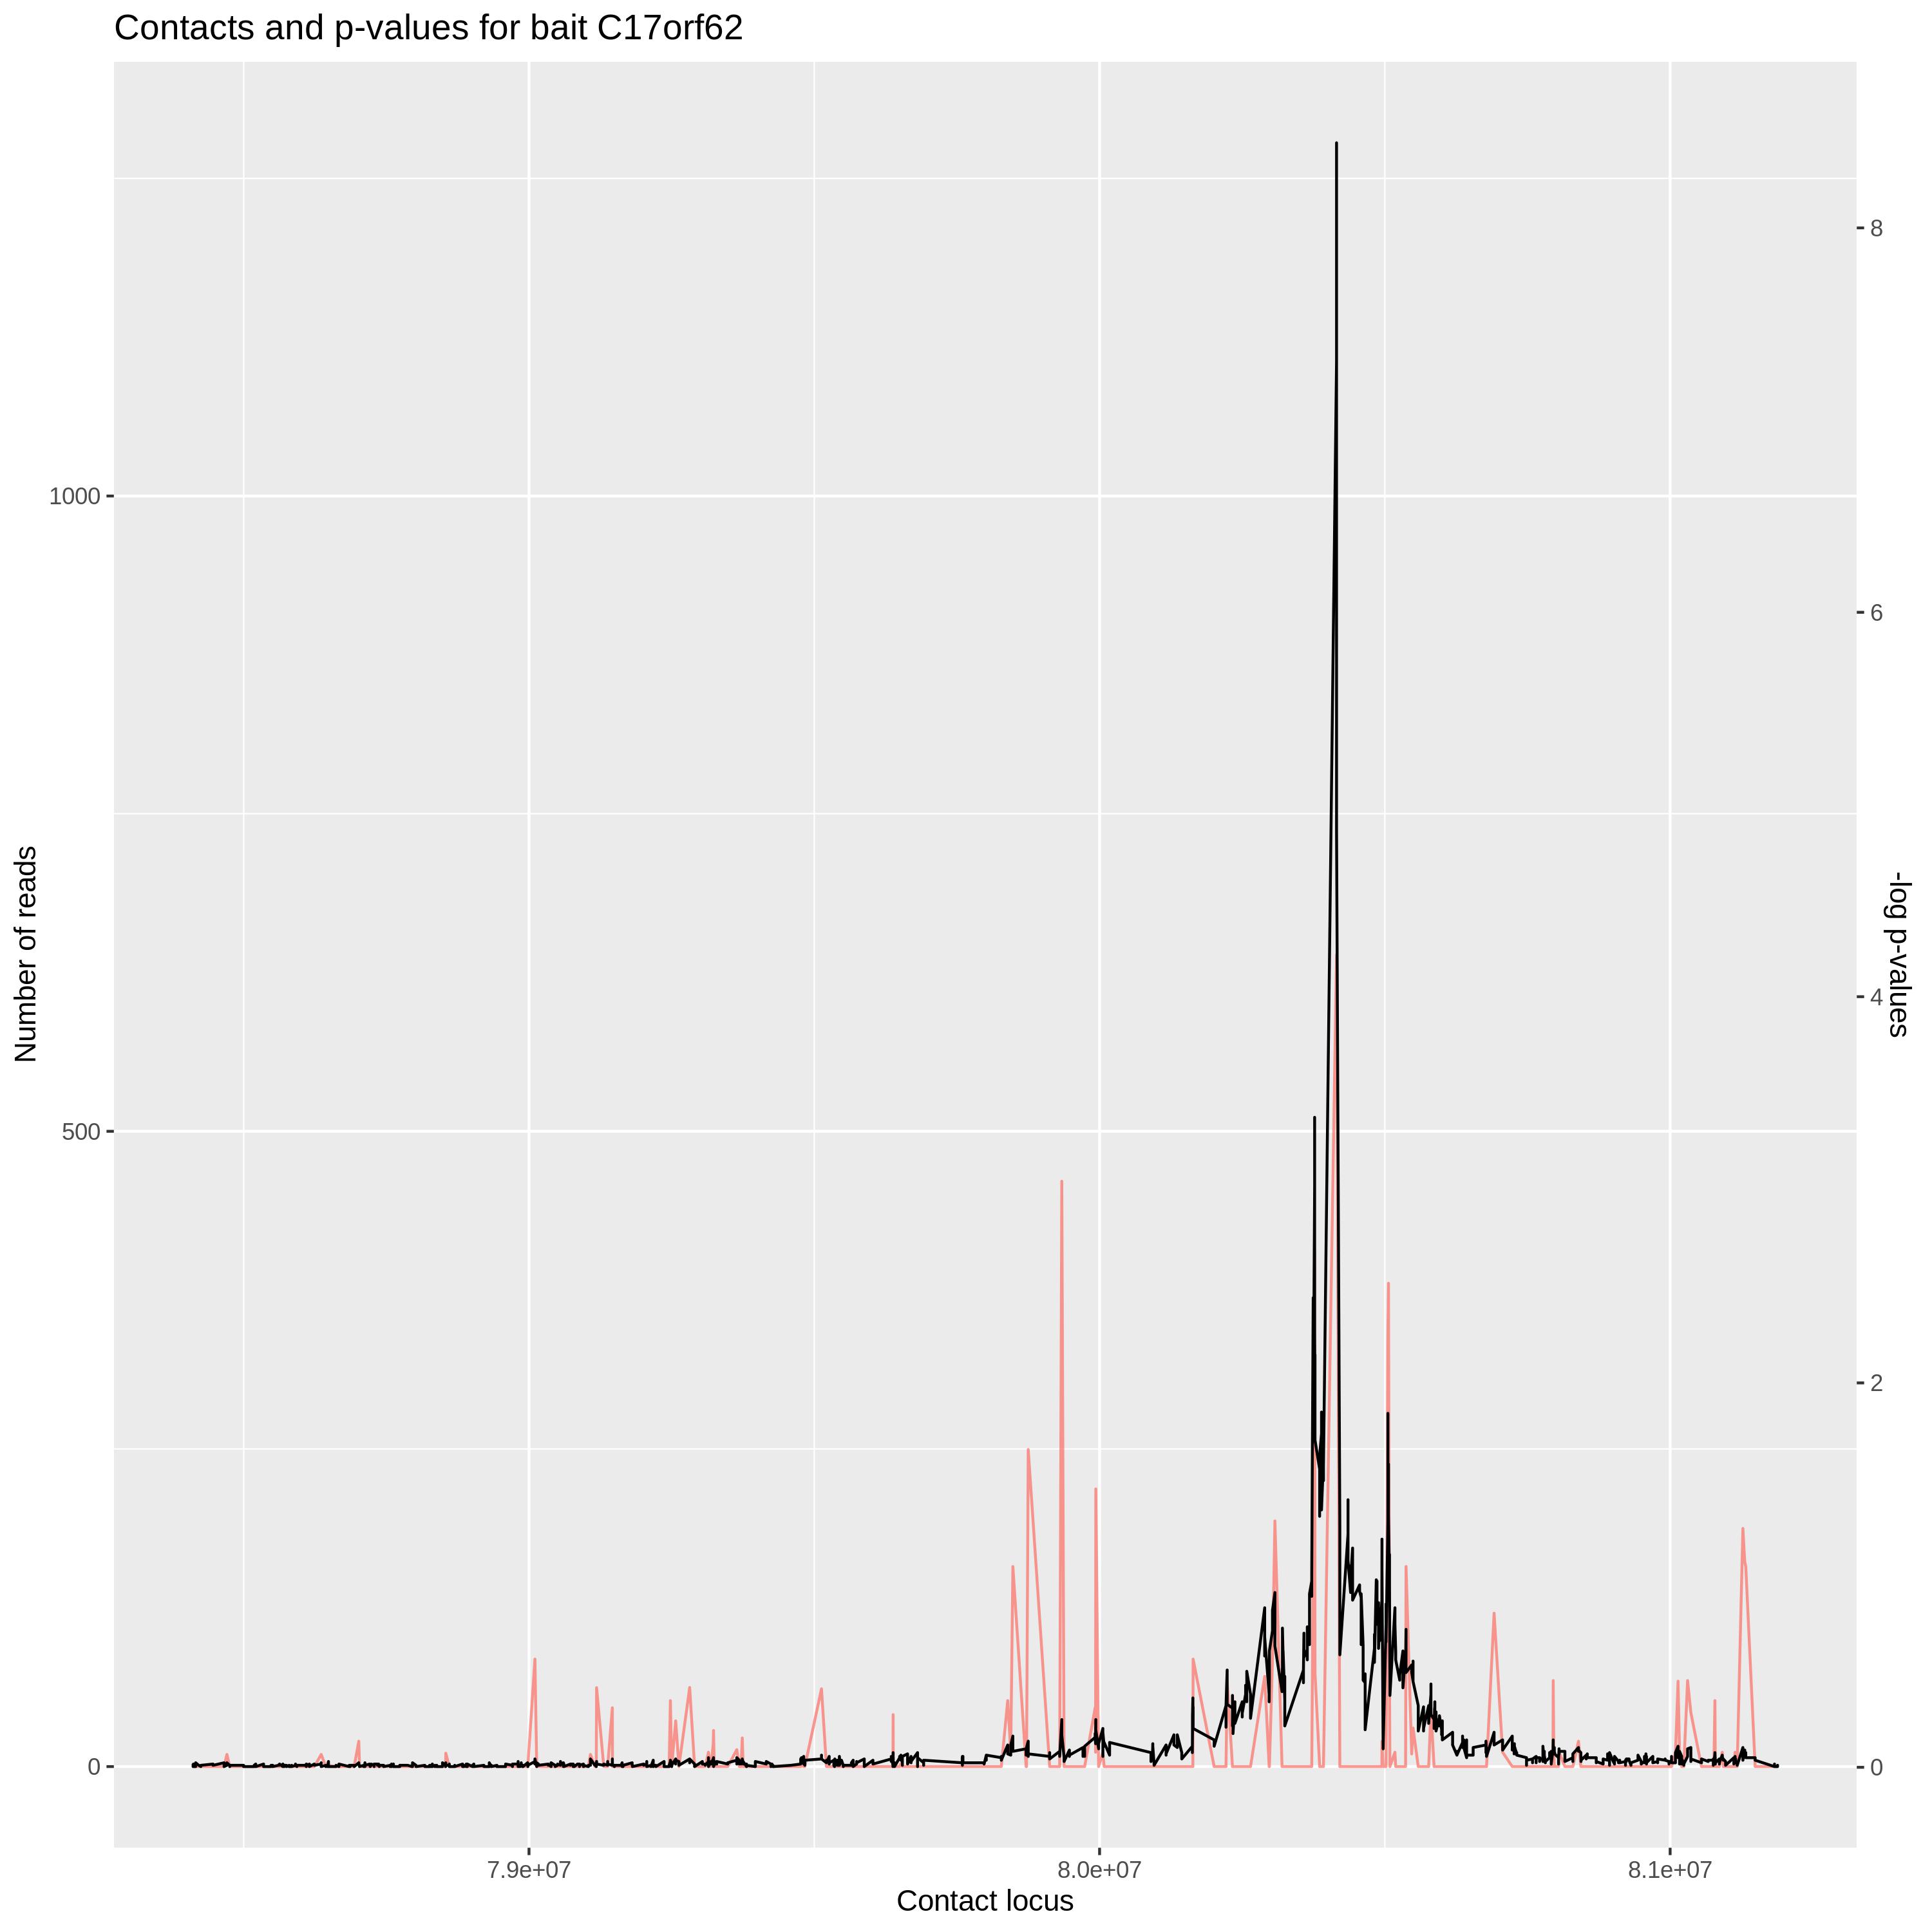 Contacts and p-values for bait C17orf62
Number of reads
1000
500
0
8
6
4
2
0
-log p-values
7.9e+07
8.0e+07
8.1e+07
Contact locus